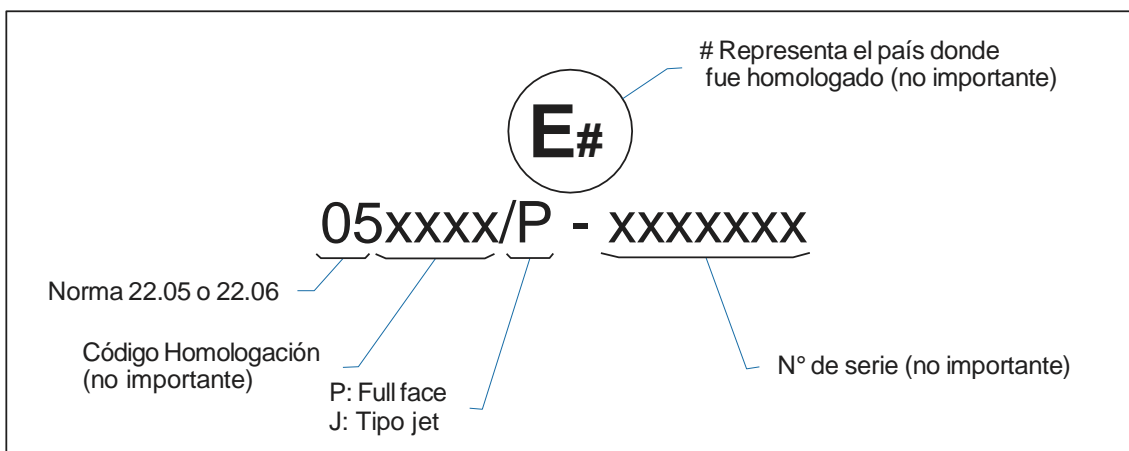 # Representa el país donde
fue homologado (no importante)
E#
05xxxx/P - xxxxxxx
Norma 22.05 o 22.06
Código Homologación
(no importante)
P: Full face
J: Tipo jet
N° de serie (no importante)